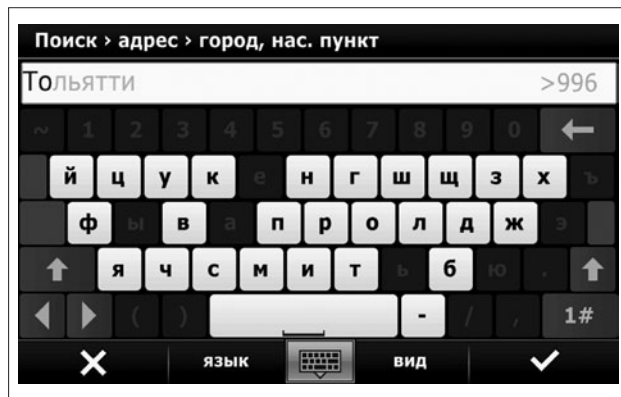 Поиск › адрес › город, нас. пункт
Тольятти >996
~ 1 2 3 4 5 6 7 8 9 0
й ц у к е н г ш щ з х ъ
ф ы в а п р о л д ж э
я ч с м и т ь б ю .
( ) - / , 1#
язык вид